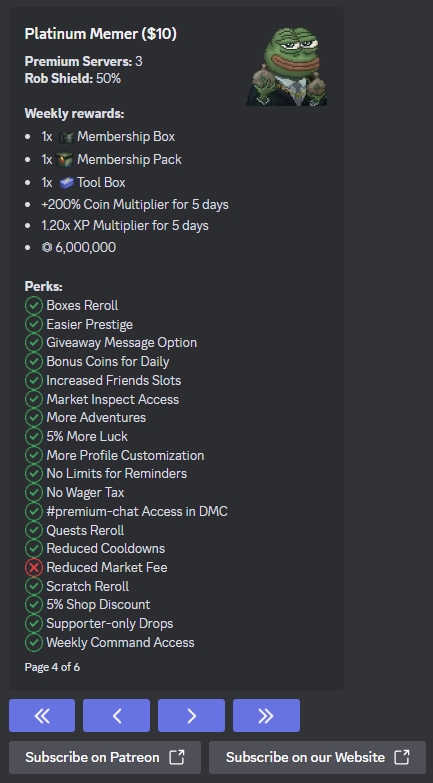 Platinum Memer ($10)
Premium Servers: 3
Rob Shield: 50%
Weekly rewards:
• 1x Membership Box
• 1x Membership Pack
• 1x Tool Box
• +200% Coin Multiplier for 5 days
• 1.20x XP Multiplier for 5 days
• 6,000,000
Perks:
Boxes Reroll
Easier Prestige
Giveaway Message Option
Bonus Coins for Daily
Increased Friends Slots
Market Inspect Access
More Adventures
5% More Luck
More Profile Customization
No Limits for Reminders
No Wager Tax
#premium-chat Access in DMC
Quests Reroll
Reduced Cooldowns
Reduced Market Fee
Scratch Reroll
5% Shop Discount
Supporter-only Drops
Weekly Command Access
Page 4 of 6
Subscribe on Patreon
Subscribe on our Website